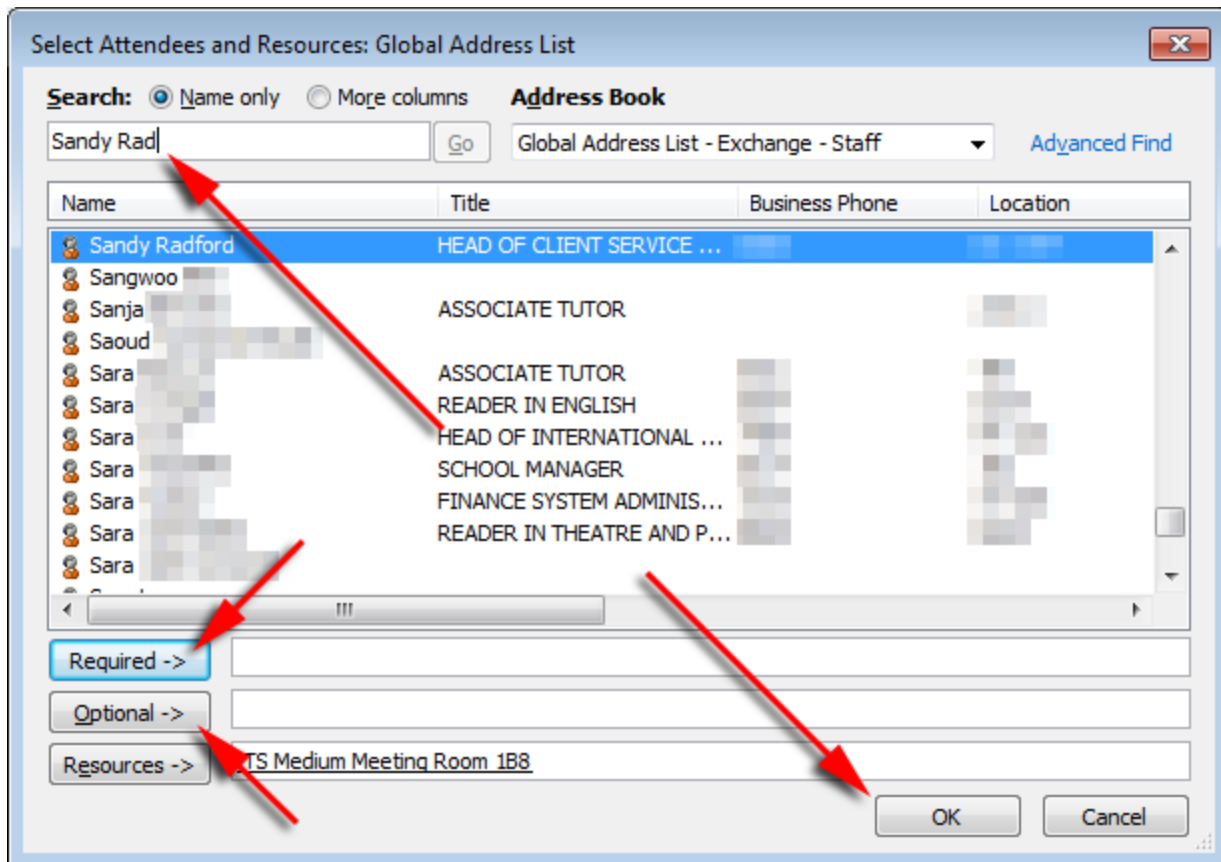 Select Attendees and Resources: Global Address List
Search: Name only More columns Address Book
Sandy Rad Go Global Address List - Exchange - Staff Advanced Find
Name Title Business Phone Location
Sandy Radford HEAD OF CLIENT SERVICE ...
Sangwoo
Sanja ASSOCIATE TUTOR
Saoud
Sara ASSOCIATE TUTOR
Sara READER IN ENGLISH
Sara HEAD OF INTERNATIONAL ...
Sara SCHOOL MANAGER
Sara FINANCE SYSTEM ADMINIS...
Sara READER IN THEATRE AND P...
Sara
Required ->
Optional ->
Resources -> Medium Meeting Room 1B8
OK Cancel